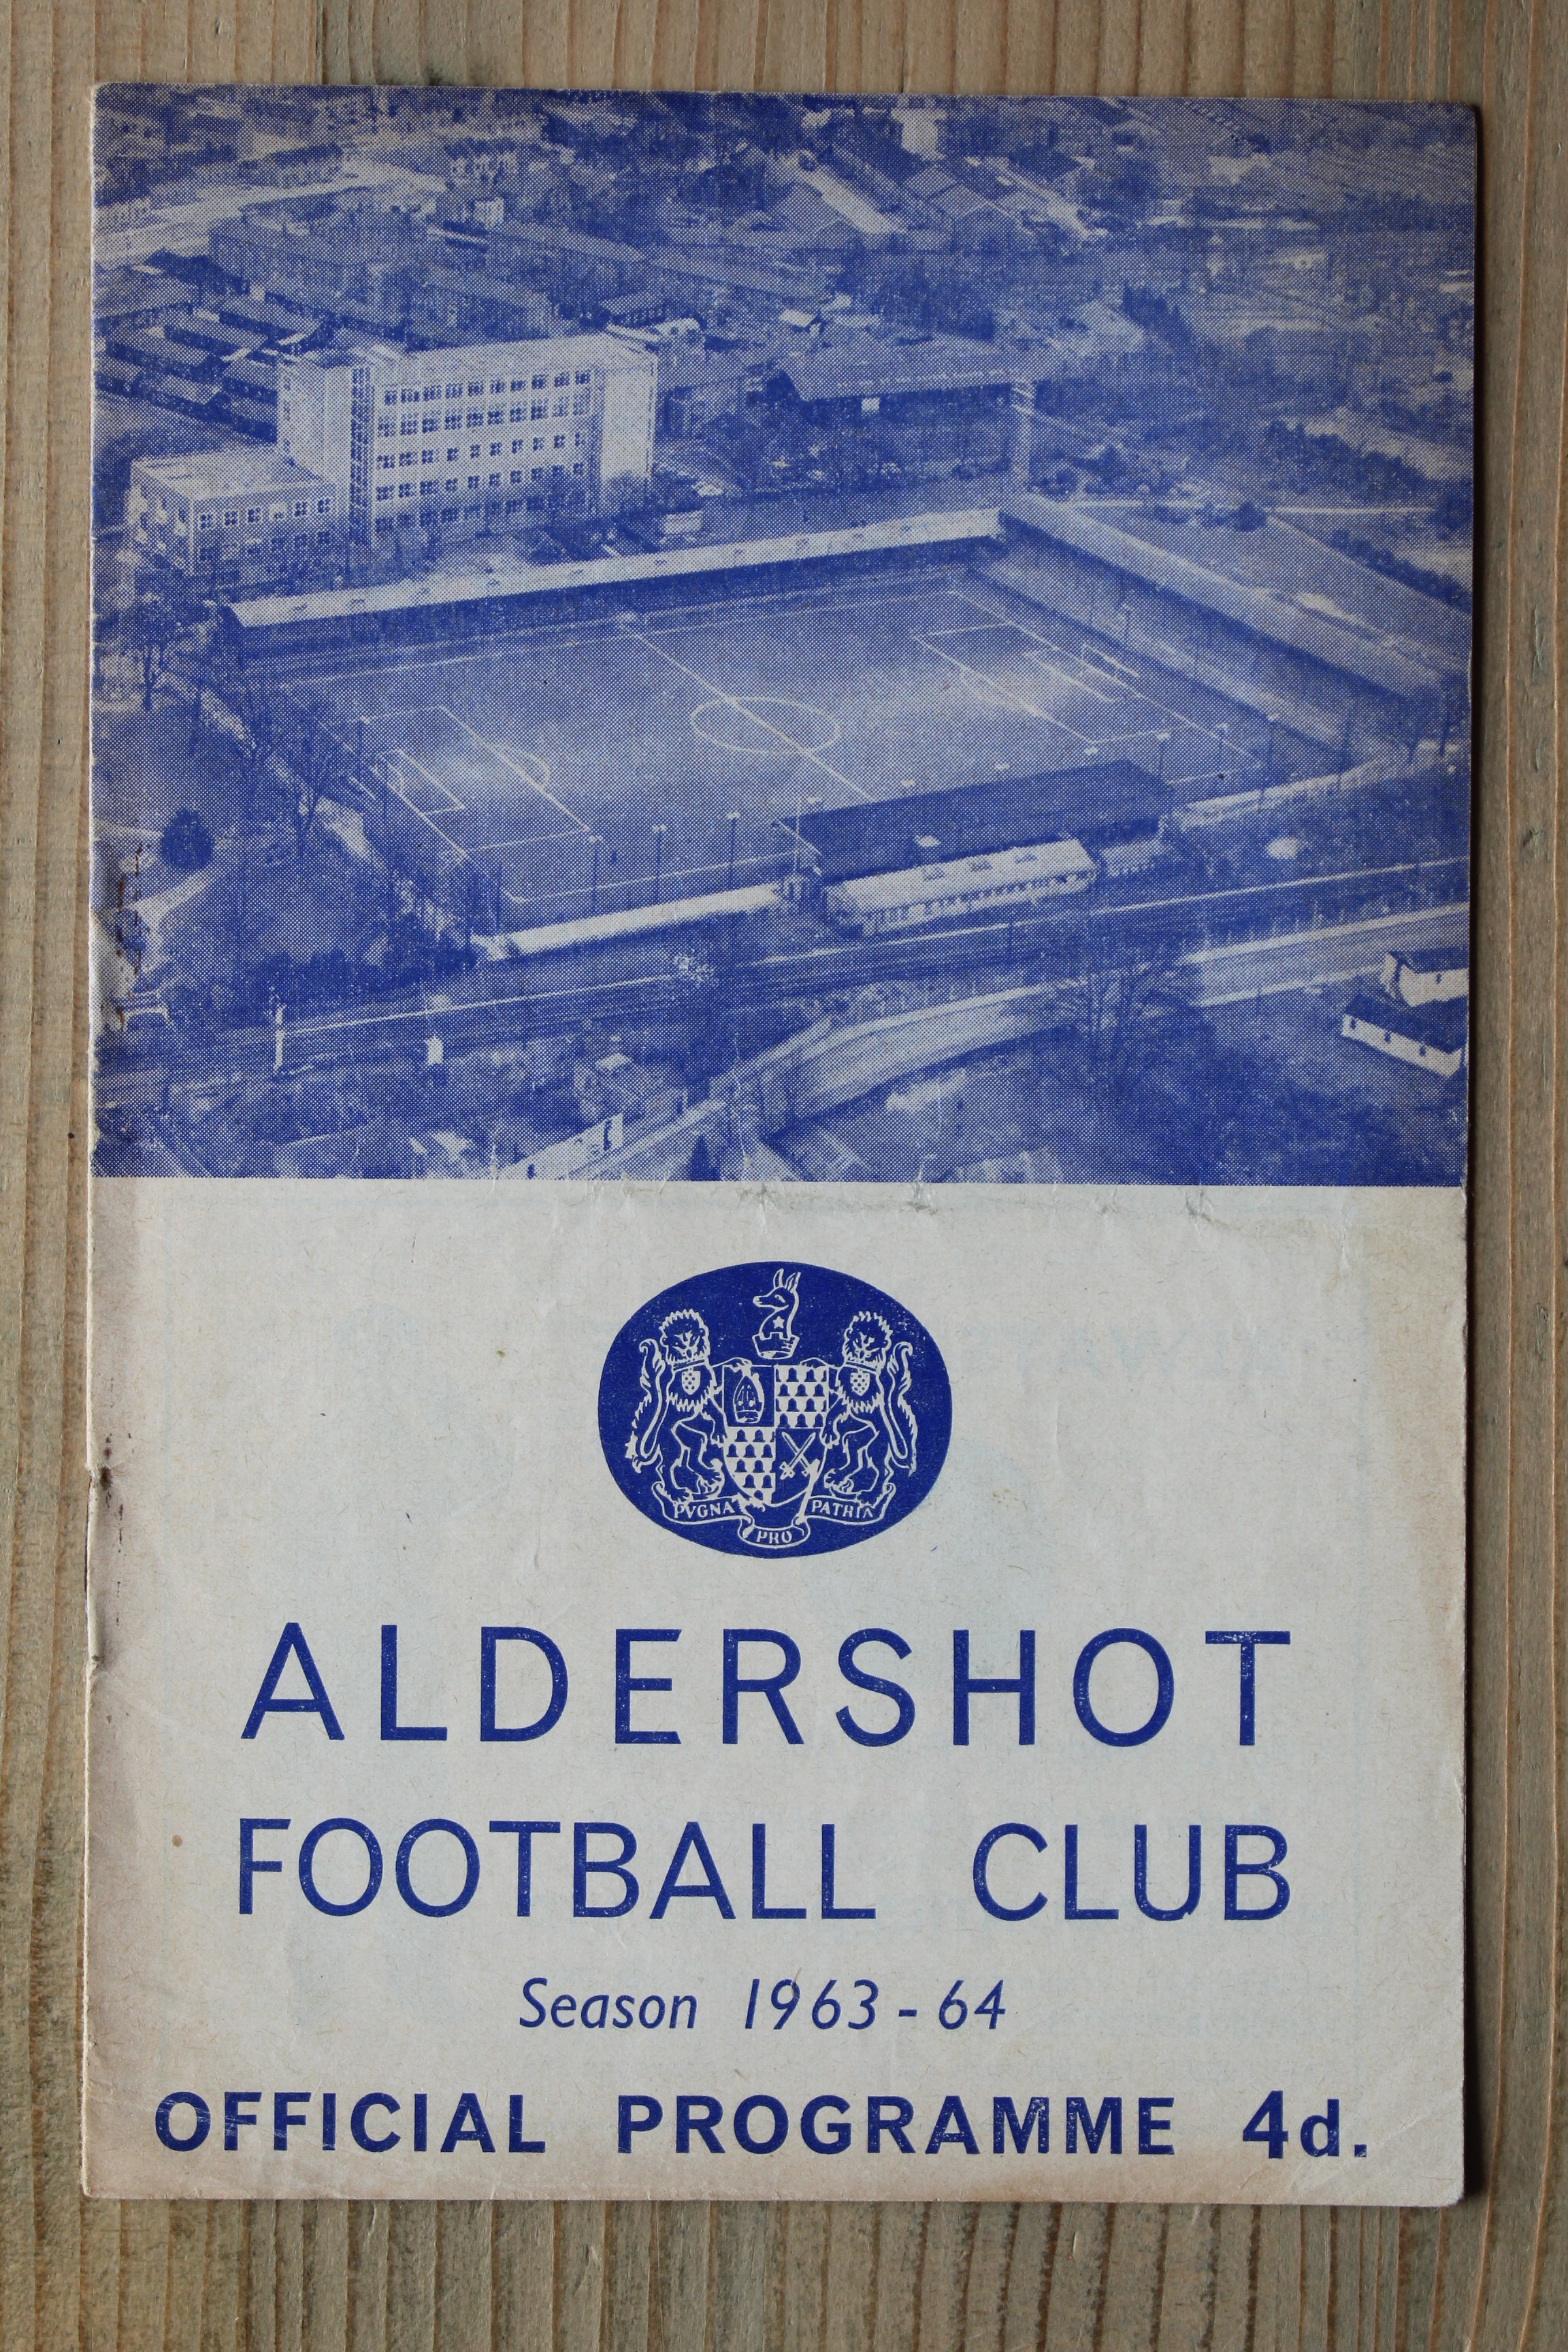 PVGNA PRO PATRIA
ALDERSHOT
FOOTBALL CLUB
Season 1963-64
OFFICIAL PROGRAMME 4d.